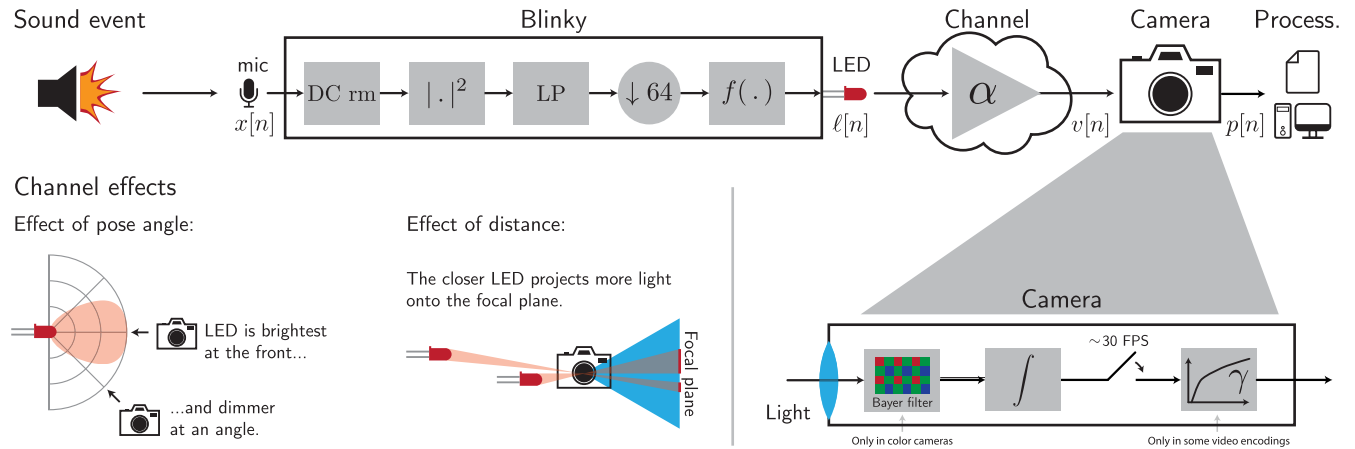 Sound event
Blinky
Channel
Camera
Process.
mic
LED
DC rm
|.|²
LP
↓ 64
f(.)
α
x[n]
ℓ[n]
v[n]
p[n]
Channel effects
Effect of pose angle:
LED is brightest
at the front...
...and dimmer
at an angle.
Effect of distance:
The closer LED projects more light
onto the focal plane.
Focal plane
Camera
~30 FPS
∫
γ
Bayer filter
Light
Only in color cameras
Only in some video encodings